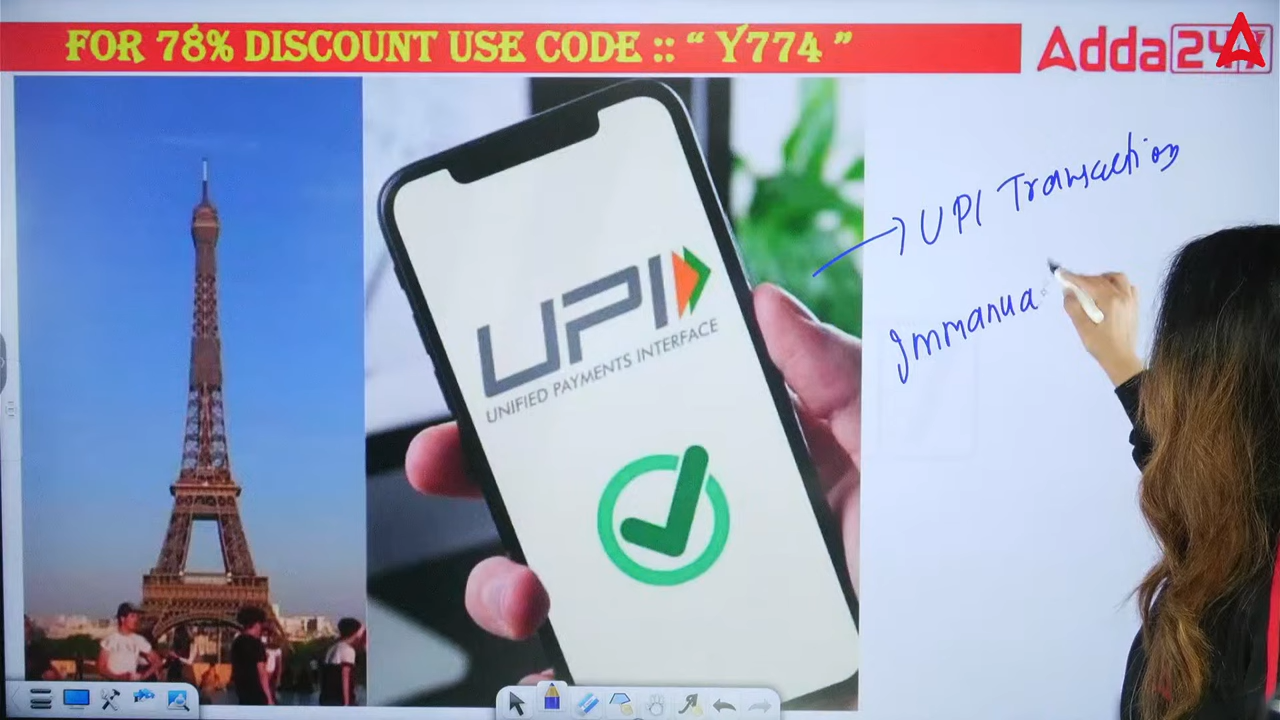 FOR 78% DISCOUNT USE CODE :: “ Y774 ”
Adda247
UPI
UNIFIED PAYMENTS INTERFACE
UPI Transaction
Immanua